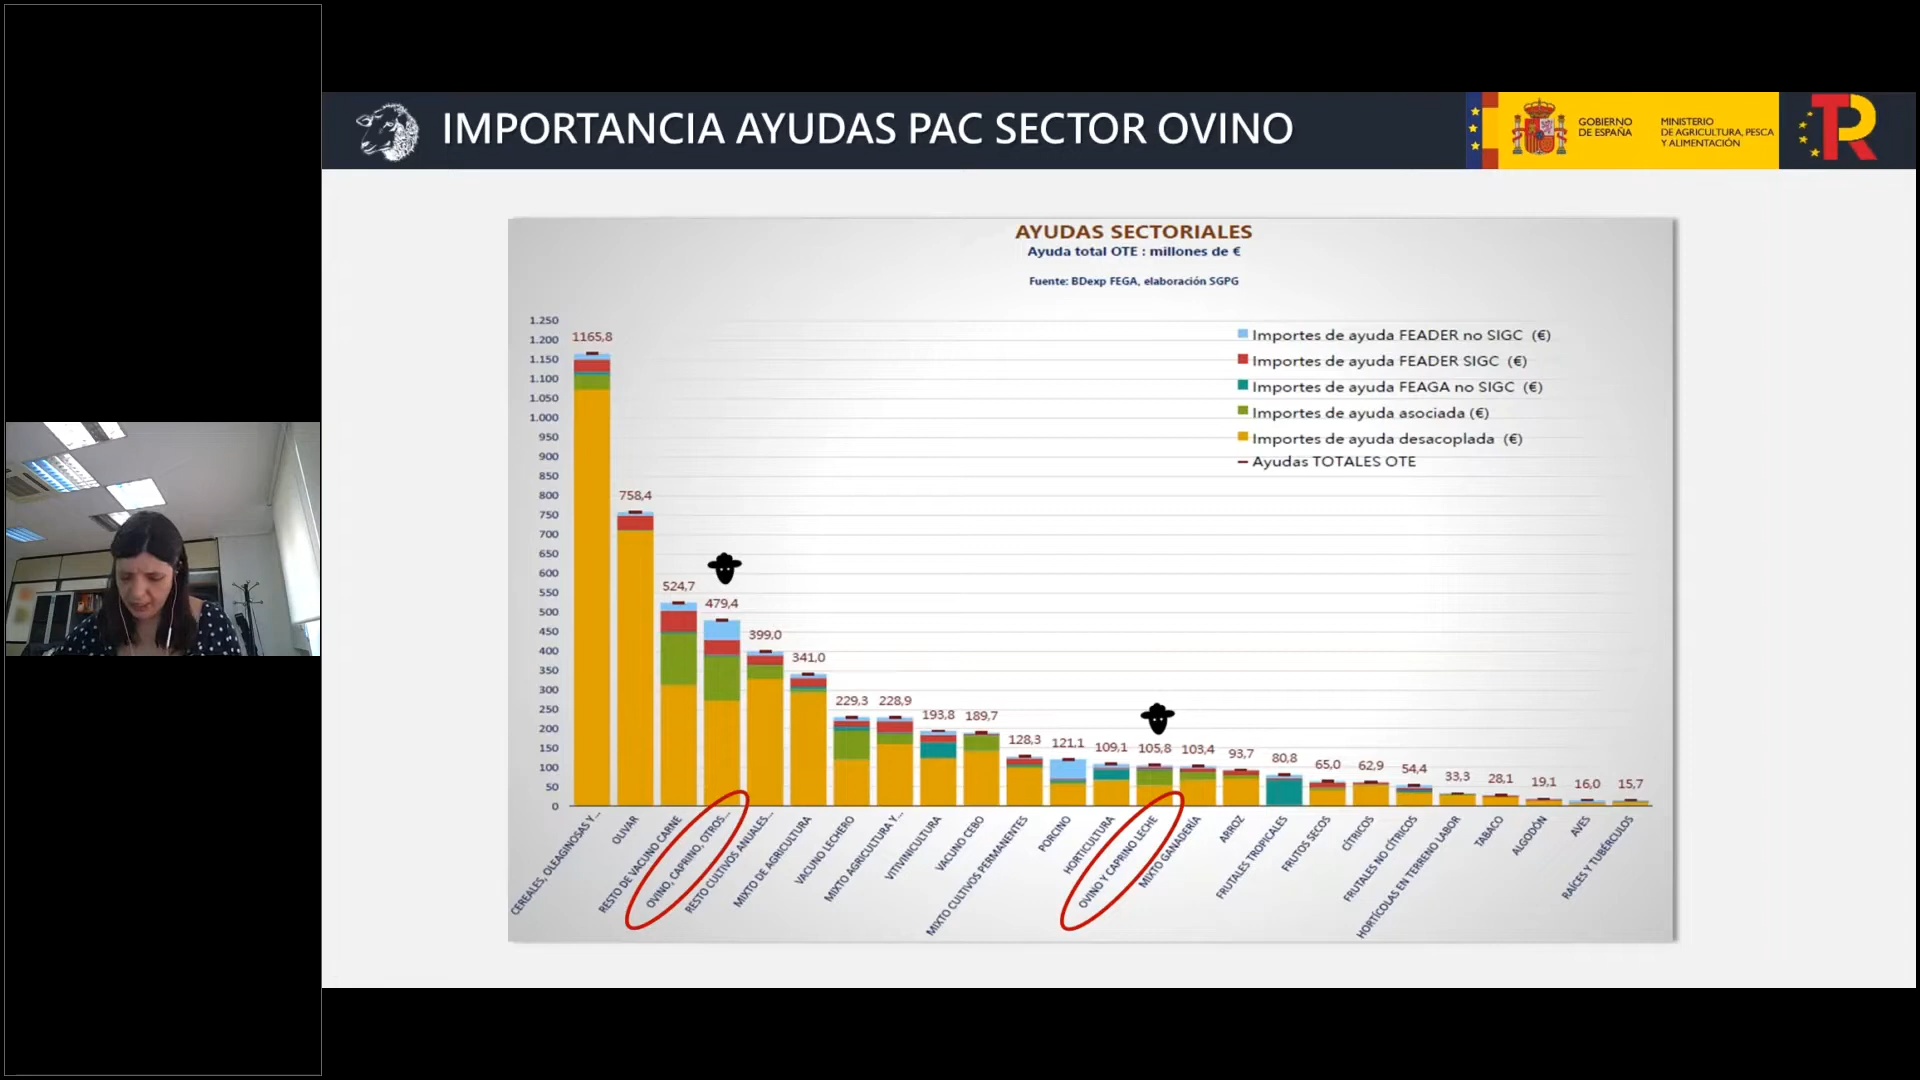 IMPORTANCIA AYUDAS PAC SECTOR OVINO
GOBIERNO
DE ESPAÑA
MINISTERIO
DE AGRICULTURA, PESCA
Y ALIMENTACIÓN
TR
AYUDAS SECTORIALES
Ayuda total OTE : millones de €
Fuente: BDexp FEGA, elaboración SGPG
Importes de ayuda FEADER no SIGC (€)
Importes de ayuda FEADER SIGC (€)
Importes de ayuda FEAGA no SIGC (€)
Importes de ayuda asociada (€)
Importes de ayuda desacoplada (€)
Ayudas TOTALES OTE
1.250
1.200
1.150
1.100
1.050
1.000
950
900
850
800
750
700
650
600
550
500
450
400
350
300
250
200
150
100
50
0
1165,8
758,4
524,7
479,4
399,0
341,0
229,3
228,9
193,8
189,7
128,3
121,1
109,1
105,8
103,4
93,7
80,8
65,0
62,9
54,4
33,3
28,1
19,1
16,0
15,7
CEREALES, OLEAGINOSAS Y...
OLIVAR
RESTO DE VACUNO CARNE
OVINO, CAPRINO, OTROS...
RESTO CULTIVOS ANUALES...
MIXTO DE AGRICULTURA
VACUNO LECHERO
MIXTO AGRICULTURA Y...
VITIVINICULTURA
VACUNO CEBO
MIXTO CULTIVOS PERMANENTES
PORCINO
HORTICULTURA
OVINO Y CAPRINO LECHE
MIXTO GANADERÍA
ARROZ
FRUTALES TROPICALES
FRUTOS SECOS
CÍTRICOS
FRUTALES NO CÍTRICOS
HORTÍCOLAS EN TERRENO LABOR
TABACO
ALGODÓN
AVES
RAÍCES Y TUBÉRCULOS